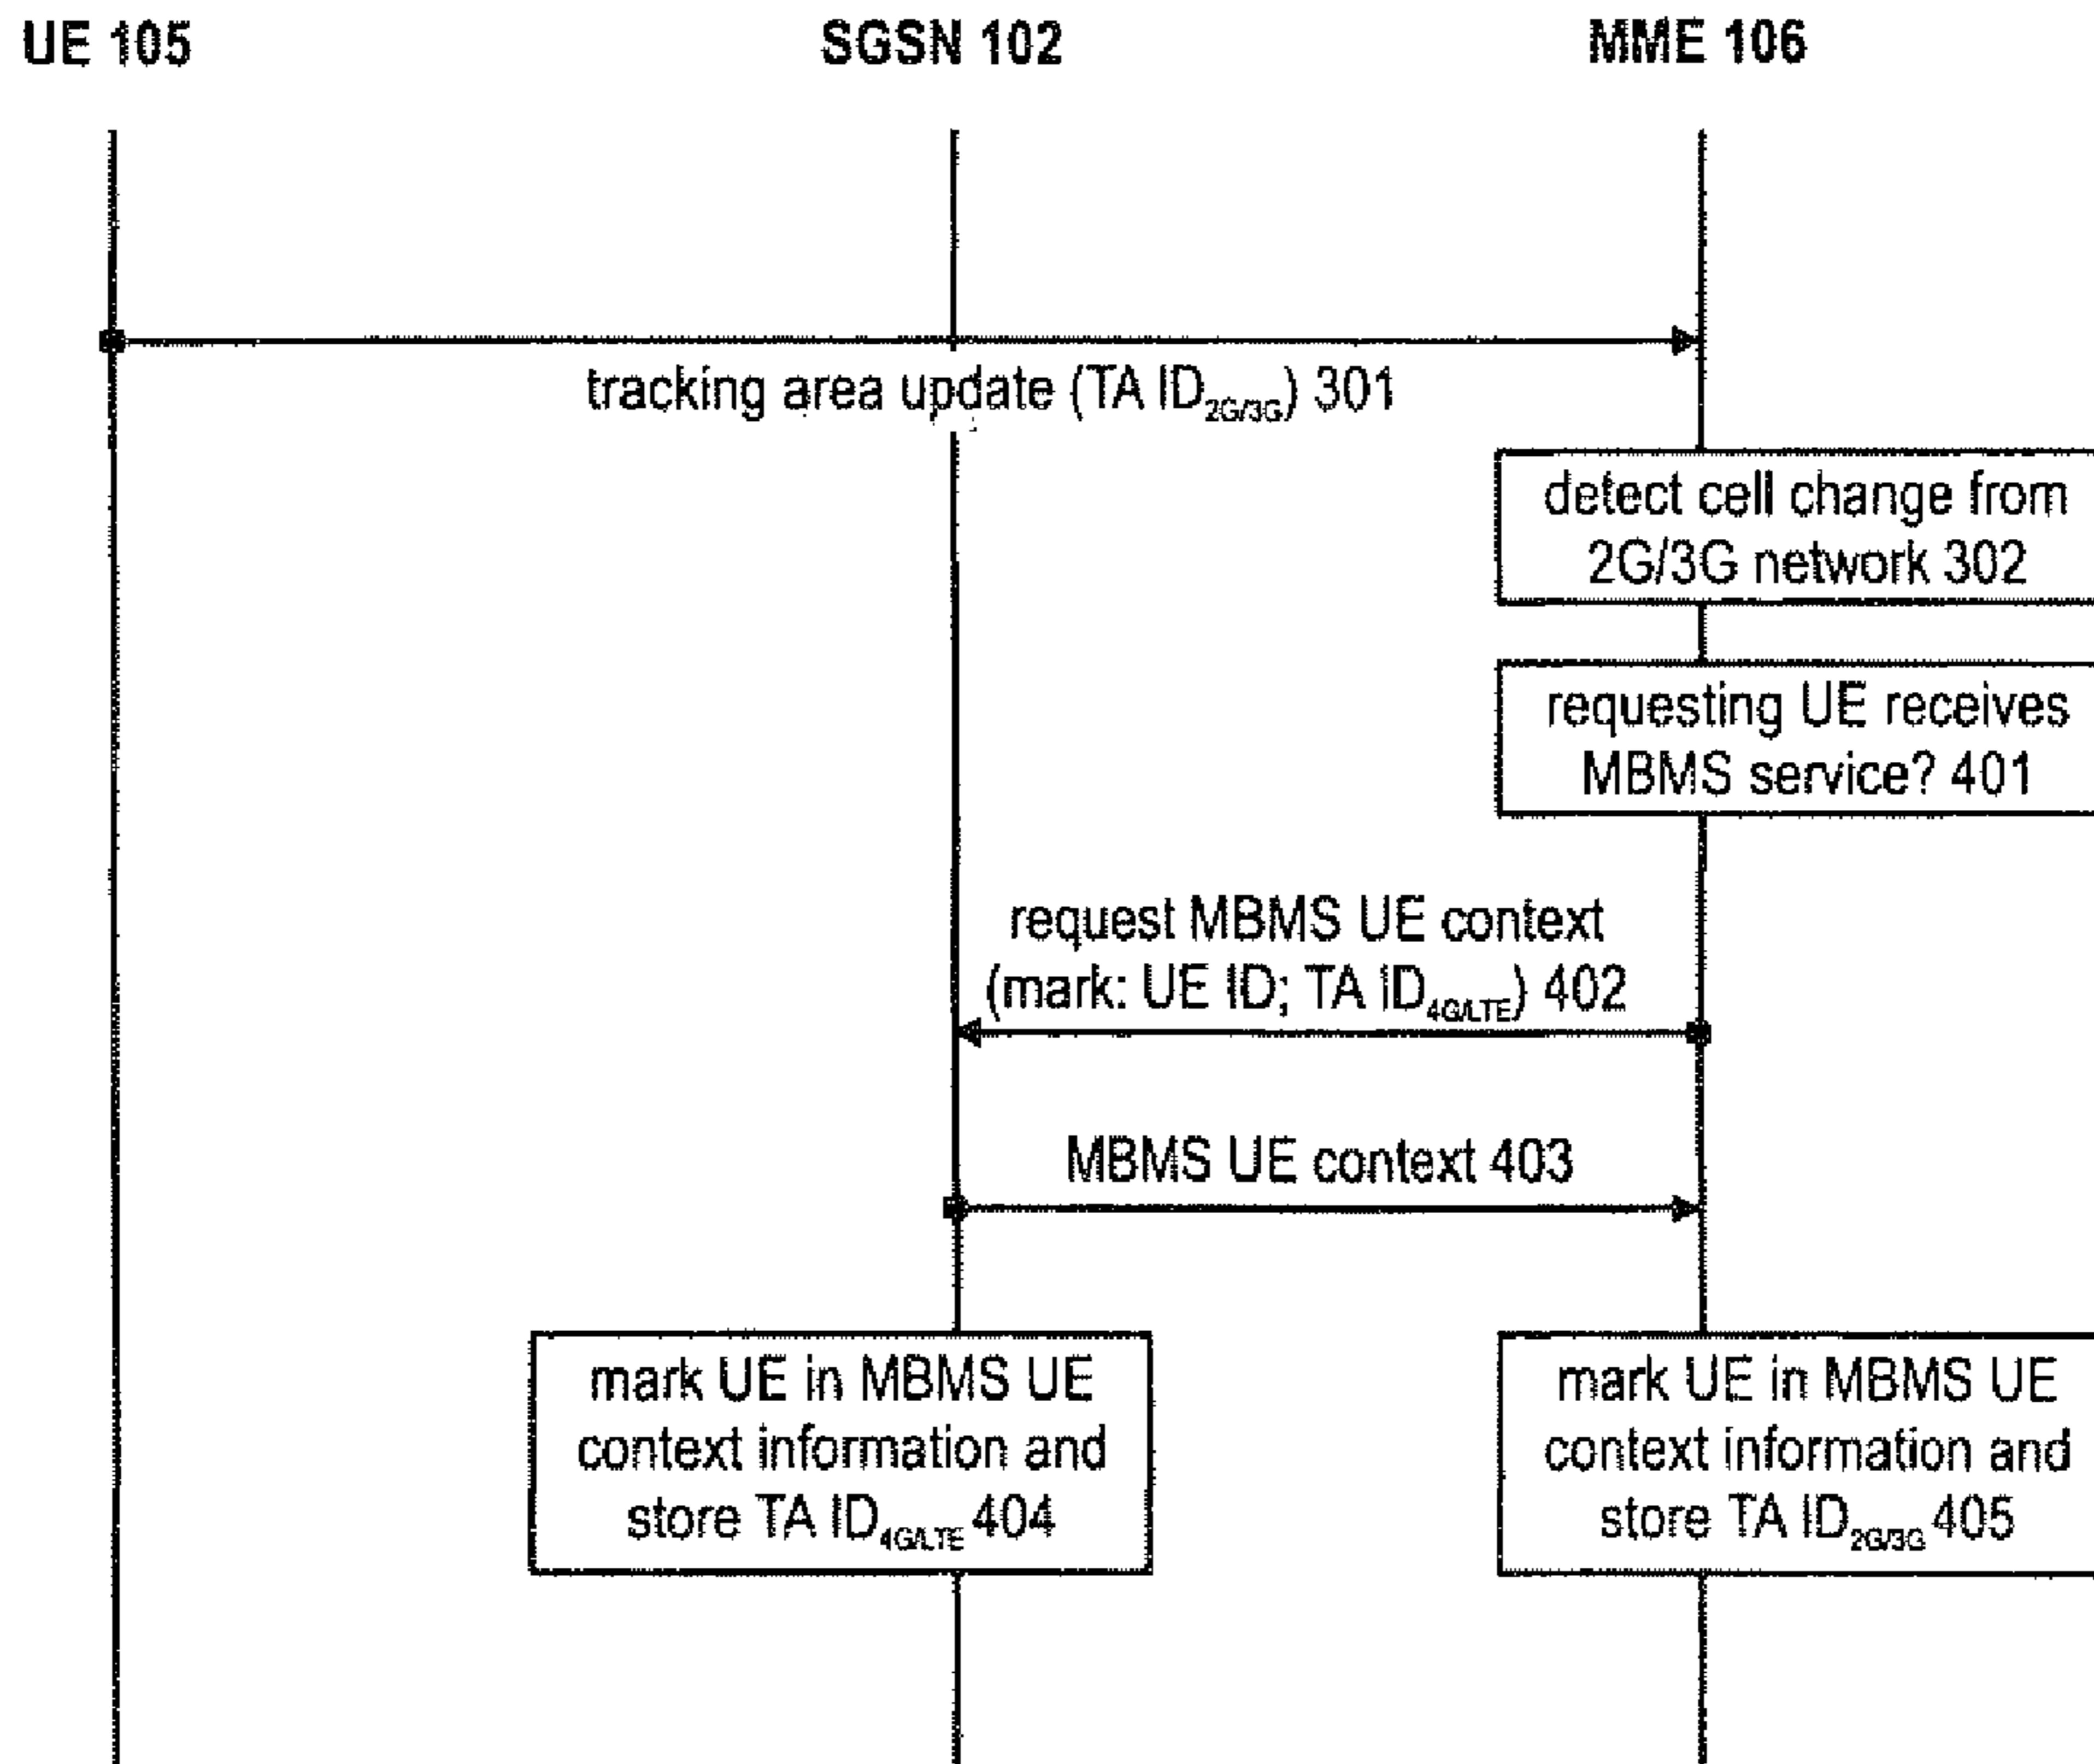 UE 105 SGSN 102 MME 106
tracking area update (TA ID2G/3G) 301
detect cell change from
2G/3G network 302
requesting UE receives
MBMS service? 401
request MBMS UE context
(mark: UE ID; TA ID4G/LTE) 402
MBMS UE context 403
mark UE in MBMS UE
context information and
store TA ID4G/LTE 404
mark UE in MBMS UE
context information and
store TA ID2G/3G 405